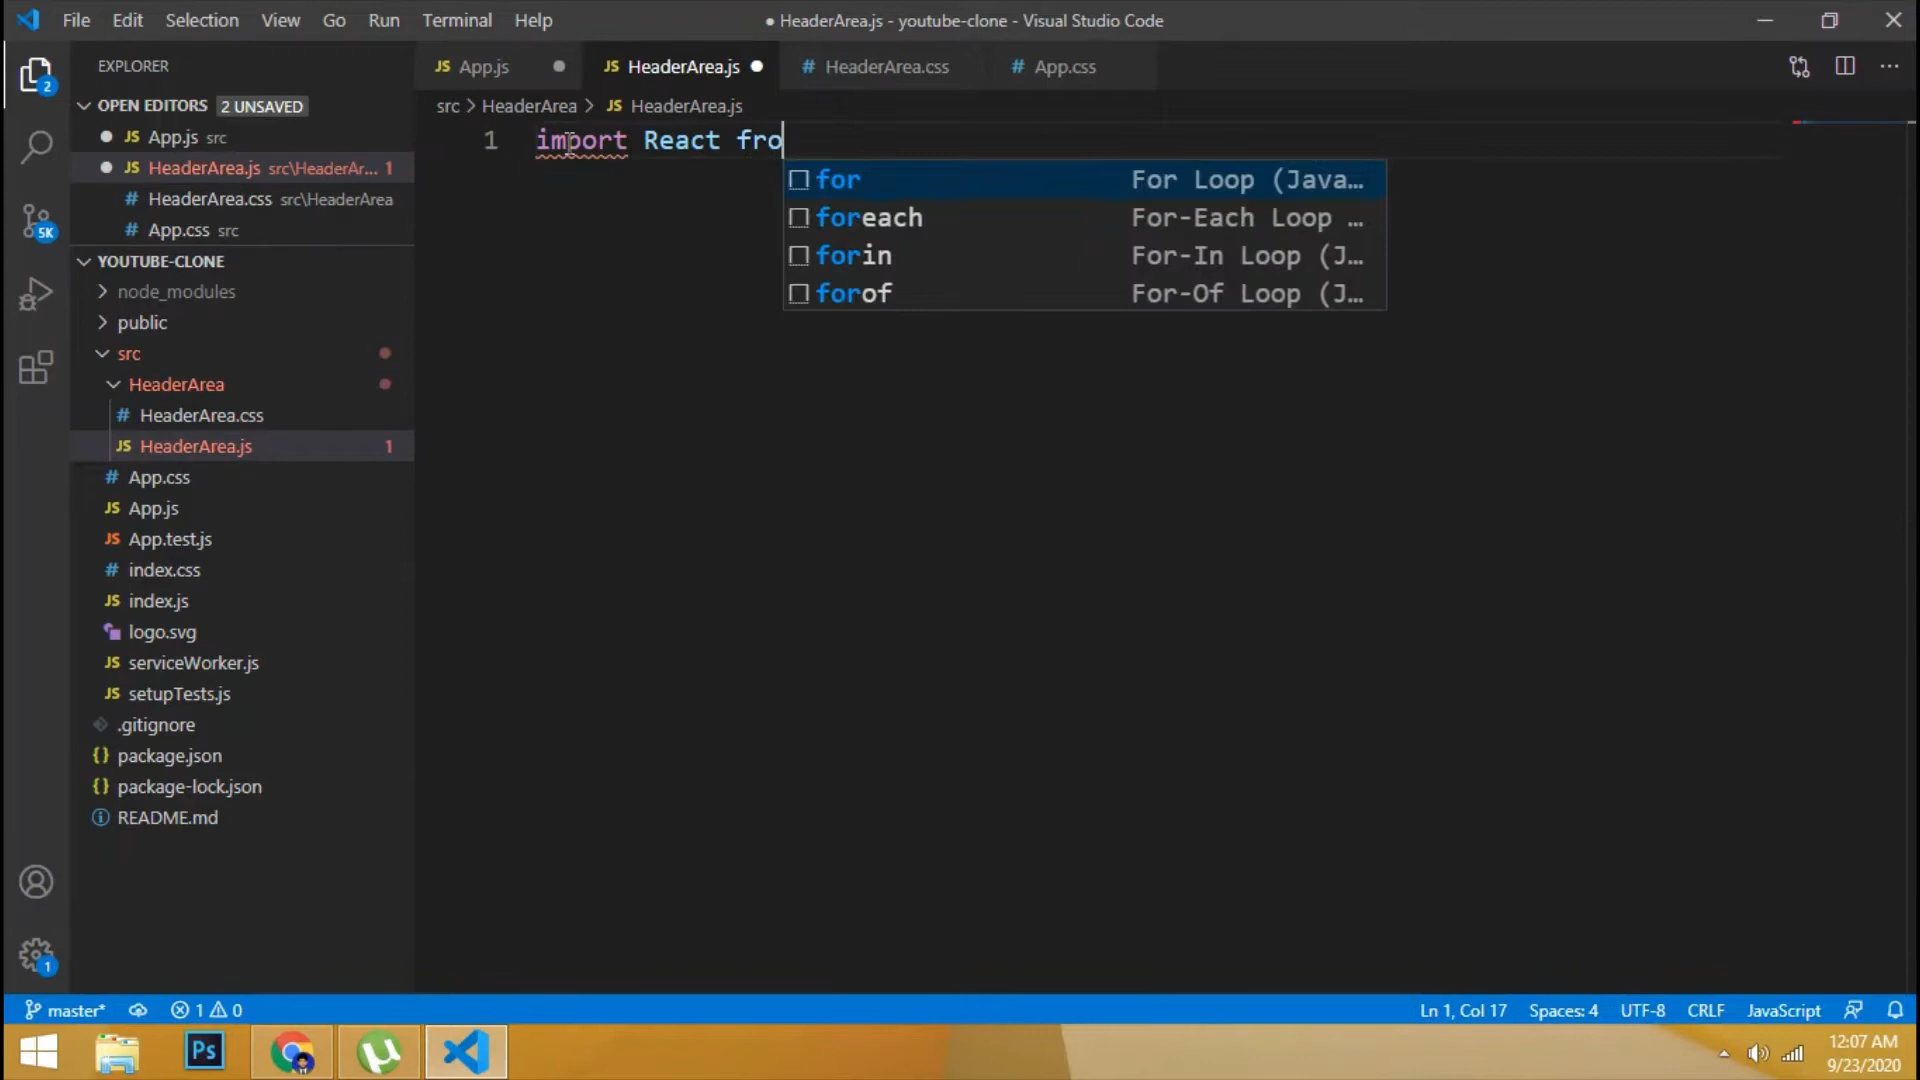 File Edit Selection View Go Run Terminal Help
● HeaderArea.js - youtube-clone - Visual Studio Code
EXPLORER
OPEN EDITORS 2 UNSAVED
JS App.js src
JS HeaderArea.js src\HeaderAr... 1
# HeaderArea.css src\HeaderArea
# App.css src
YOUTUBE-CLONE
node_modules
public
src
HeaderArea
# HeaderArea.css
JS HeaderArea.js 1
# App.css
JS App.js
JS App.test.js
# index.css
JS index.js
logo.svg
JS serviceWorker.js
JS setupTests.js
.gitignore
{} package.json
{} package-lock.json
README.md
2
5K
1
JS App.js
JS HeaderArea.js
# HeaderArea.css
# App.css
src > HeaderArea > JS HeaderArea.js
1 import React fro
for For Loop (Java…
foreach For-Each Loop …
forin For-In Loop (J…
forof For-Of Loop (J…
master* 1 0
Ln 1, Col 17 Spaces: 4 UTF-8 CRLF JavaScript
Ps
12:07 AM
9/23/2020